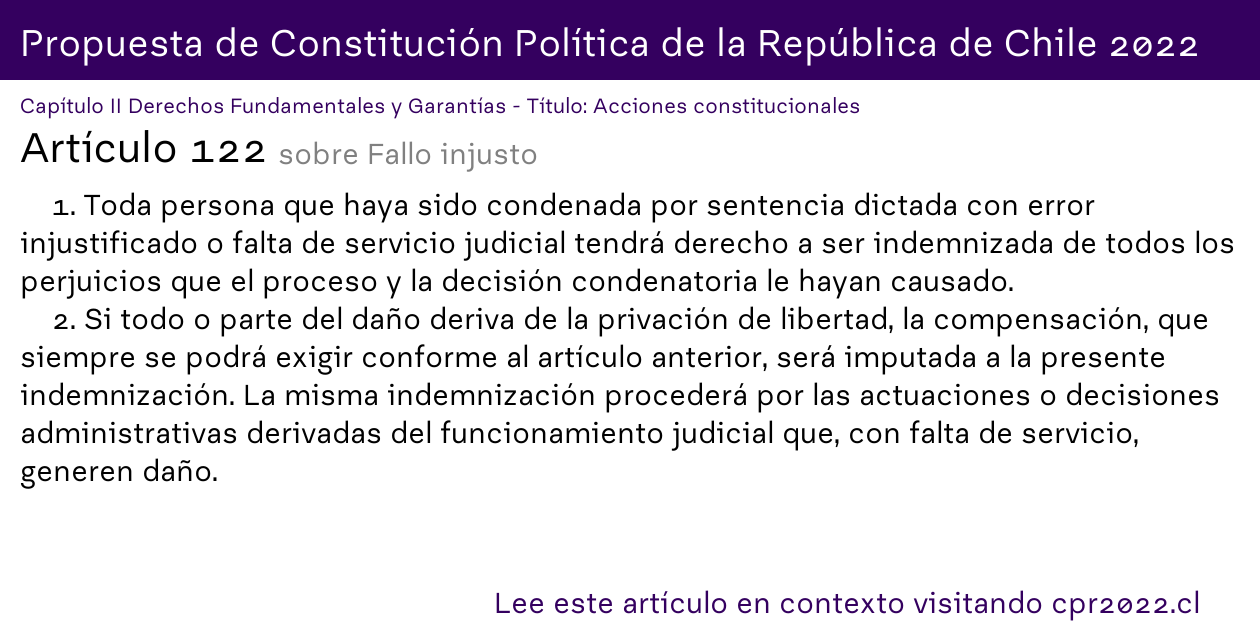 Propuesta de Constitución Política de la República de Chile 2022
Capítulo II Derechos Fundamentales y Garantías - Título: Acciones constitucionales
Artículo 122 sobre Fallo injusto
1. Toda persona que haya sido condenada por sentencia dictada con error
injustificado o falta de servicio judicial tendrá derecho a ser indemnizada de todos los
perjuicios que el proceso y la decisión condenatoria le hayan causado.
2. Si todo o parte del daño deriva de la privación de libertad, la compensación, que
siempre se podrá exigir conforme al artículo anterior, será imputada a la presente
indemnización. La misma indemnización procederá por las actuaciones o decisiones
administrativas derivadas del funcionamiento judicial que, con falta de servicio,
generen daño.
Lee este artículo en contexto visitando cpr2022.cl